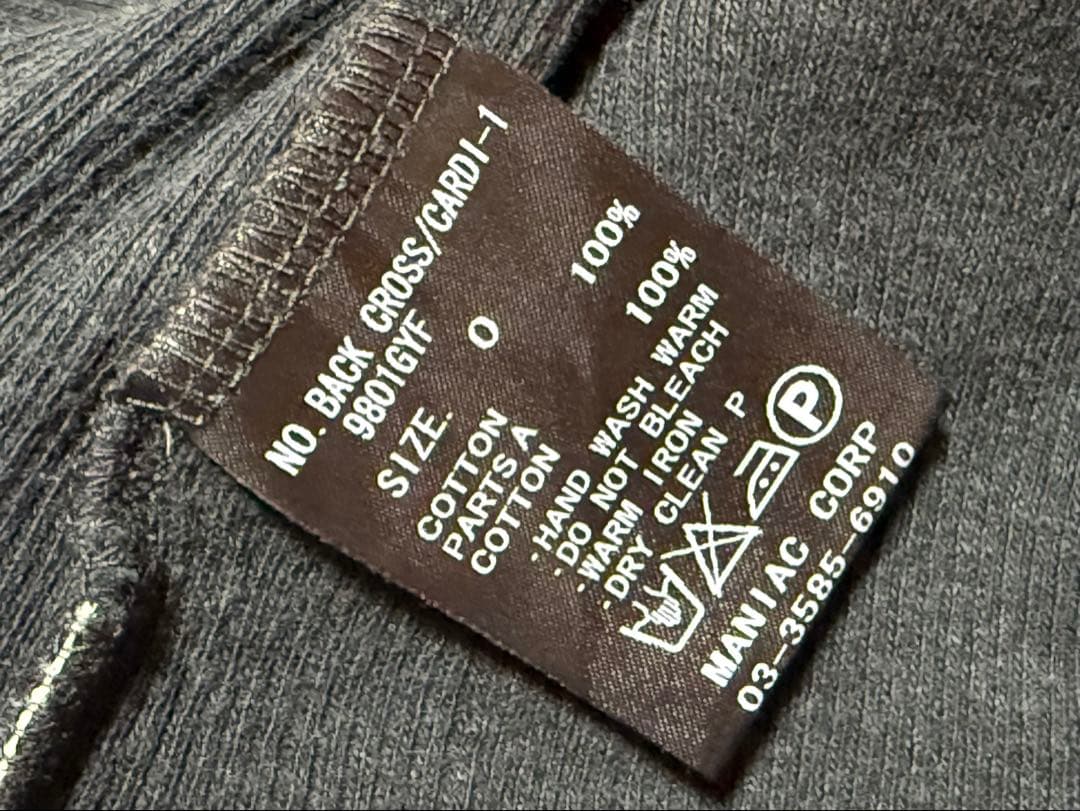 NO. BACK CROSS/CARDI-1
9801GYF
SIZE. 0
COTTON 100%
PARTS A
COTTON 100%
·HAND WASH WARM
·DO NOT BLEACH
·WARM IRON
·DRY CLEAN P
P
MANIAC CORP
03-3585-6910